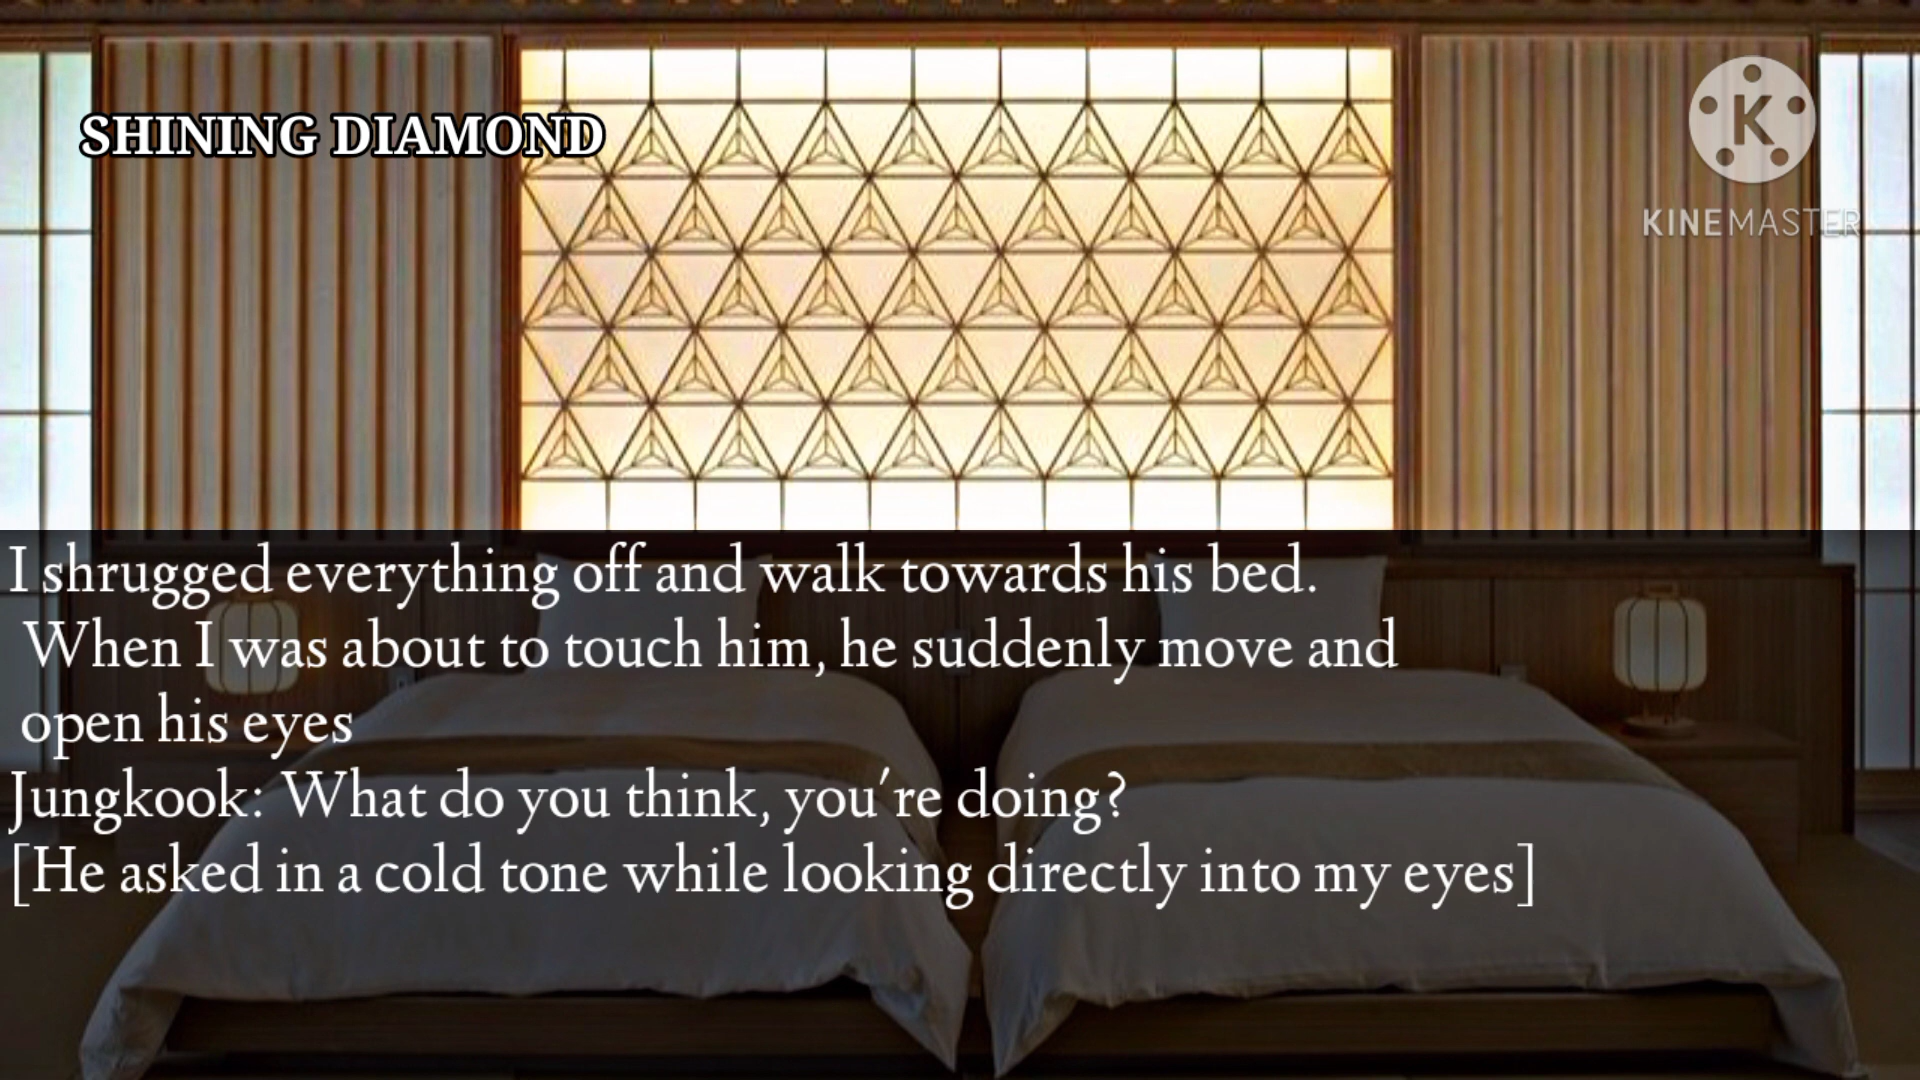 SHINING DIAMOND
K
KINEMASTER
I shrugged everything off and walk towards his bed.
When I was about to touch him, he suddenly move and
open his eyes
Jungkook: What do you think, you're doing?
[He asked in a cold tone while looking directly into my eyes]